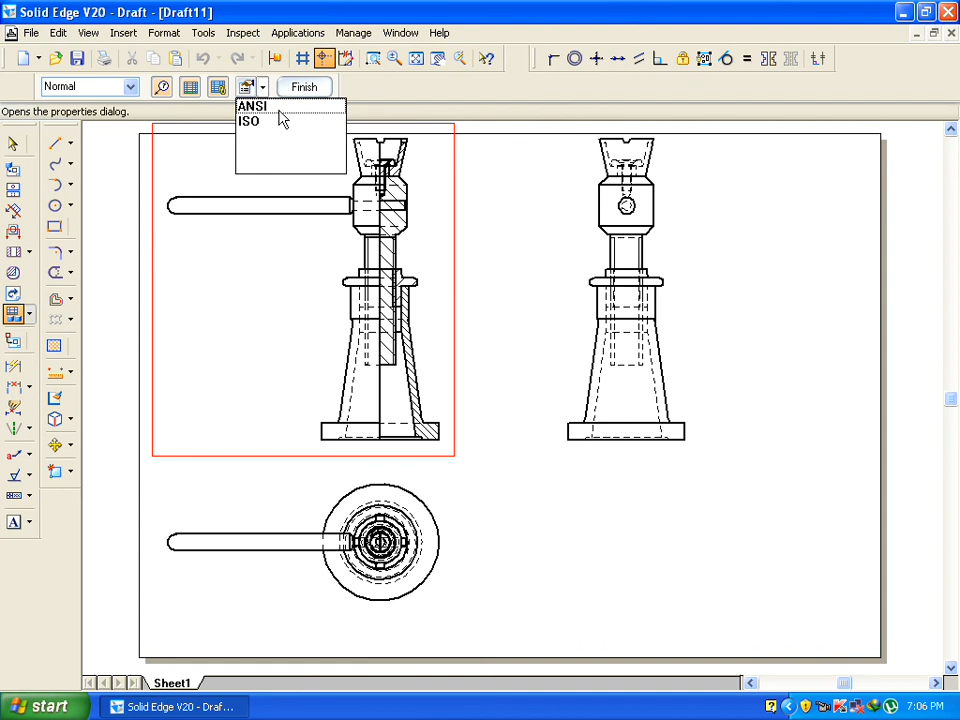 Solid Edge V20 - Draft - [Draft11]
File Edit View Insert Format Tools Inspect Applications Manage Window Help
Normal
Finish
ANSI
ISO
Opens the properties dialog.
A
Sheet1
start
Solid Edge V20 - Draf...
7:06 PM